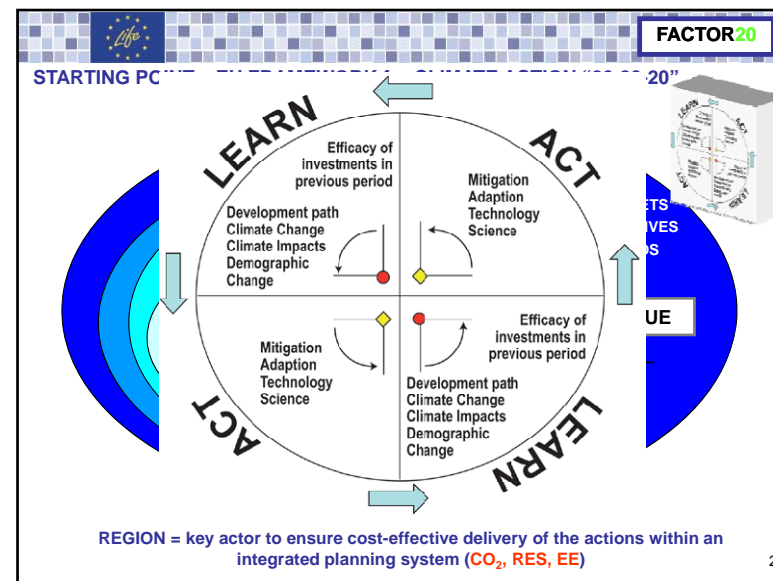 Life
FACTOR20
STARTING
20"
LEARN
ACT
Efficacy of
investments in
previous period
Development path
Climate Change
Climate Impacts
Demographic
Change
Mitigation
Adaption
Technology
Science
UE
Mitigation
Adaption
Technology
Science
Efficacy of
investments in
previous period
Development path
Climate Change
Climate Impacts
Demographic
Change
ACT
LEARN
REGION = key actor to ensure cost-effective delivery of the actions within an
integrated planning system (CO₂, RES, EE)
2